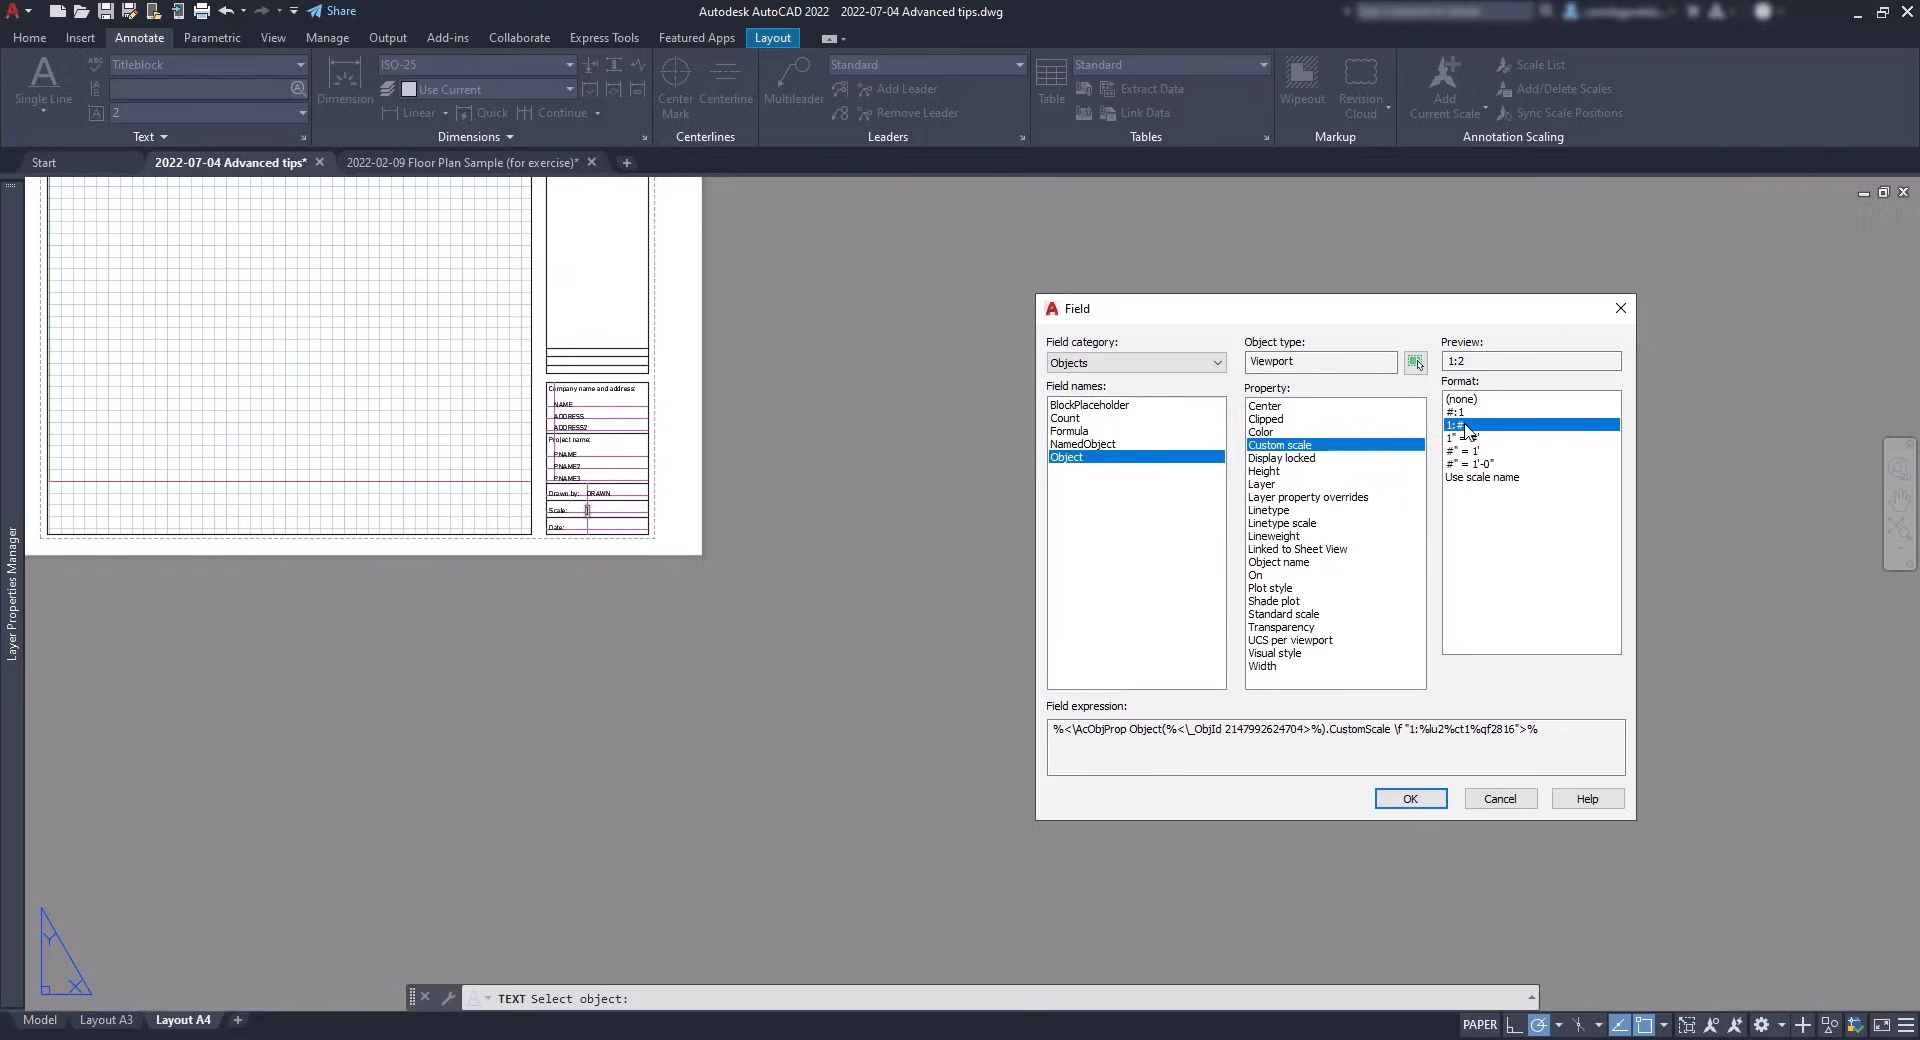 Share
Autodesk AutoCAD 2022 2022-07-04 Advanced tips.dwg
Home Insert Annotate Parametric View Manage Output Add-ins Collaborate Express Tools Featured Apps Layout
ABC Titleblock
ISO-25
Standard
Standard
Scale List
Use Current
Add Leader
Extract Data
Add/Delete Scales
Single Line
Dimension
Center Mark
Centerline
Multileader
Table
Wipeout
Revision Cloud
Add Current Scale
2
Linear Quick Continue
Remove Leader
Link Data
Sync Scale Positions
Text Dimensions Centerlines Leaders Tables Markup Annotation Scaling
Start 2022-07-04 Advanced tips* 2022-02-09 Floor Plan Sample (for exercise)*
Layer Properties Manager
Company name and address:
NAME
ADDRESS
ADDRESS2
Project name:
PNAME
PNAME2
PNAME3
Drawn by: DRAWN
Scale:
Date:
Field
Field category:
Objects
Field names:
BlockPlaceholder
Count
Formula
NamedObject
Object
Object type:
Viewport
Property:
Center
Clipped
Color
Custom scale
Display locked
Height
Layer
Layer property overrides
Linetype
Linetype scale
Lineweight
Linked to Sheet View
Object name
On
Plot style
Shade plot
Standard scale
Transparency
UCS per viewport
Visual style
Width
Preview:
1:2
Format:
(none)
#:1
1:#
1" = #'
#" = 1'
#" = 1'-0"
Use scale name
Field expression:
%<\AcObjProp Object(%<\_ObjId 2147992624704>%).CustomScale \f "1:%lu2%ct1%qf2816">%
OK Cancel Help
Y
X
TEXT Select object:
Model Layout A3 Layout A4
PAPER